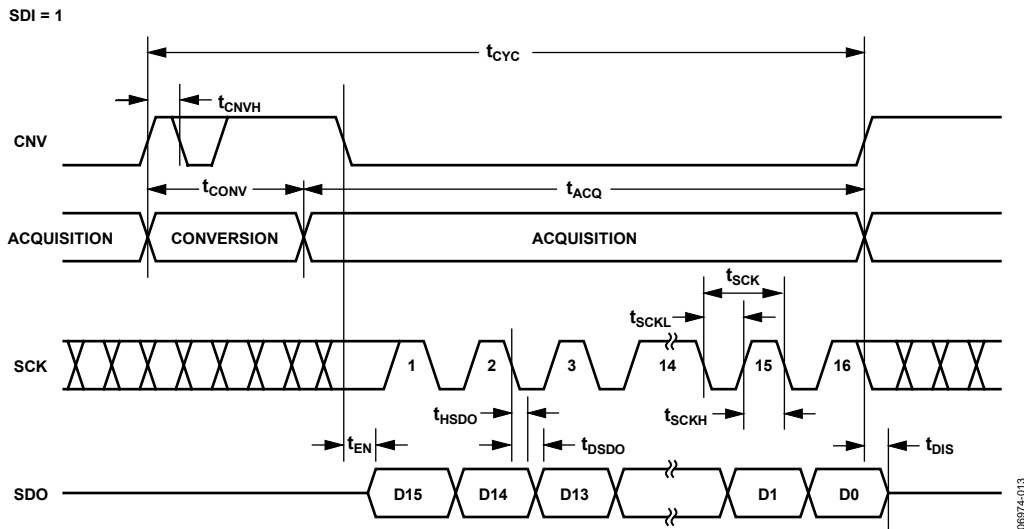 SDI = 1
tCYC
tCNVH
CNV
tCONV
tACQ
ACQUISITION
CONVERSION
ACQUISITION
tSCK
tSCKL
SCK
1
2
3
14
15
16
tHSDO
tSCKH
tEN
tDSDO
tDIS
SDO
D15
D14
D13
D1
D0
06974-013